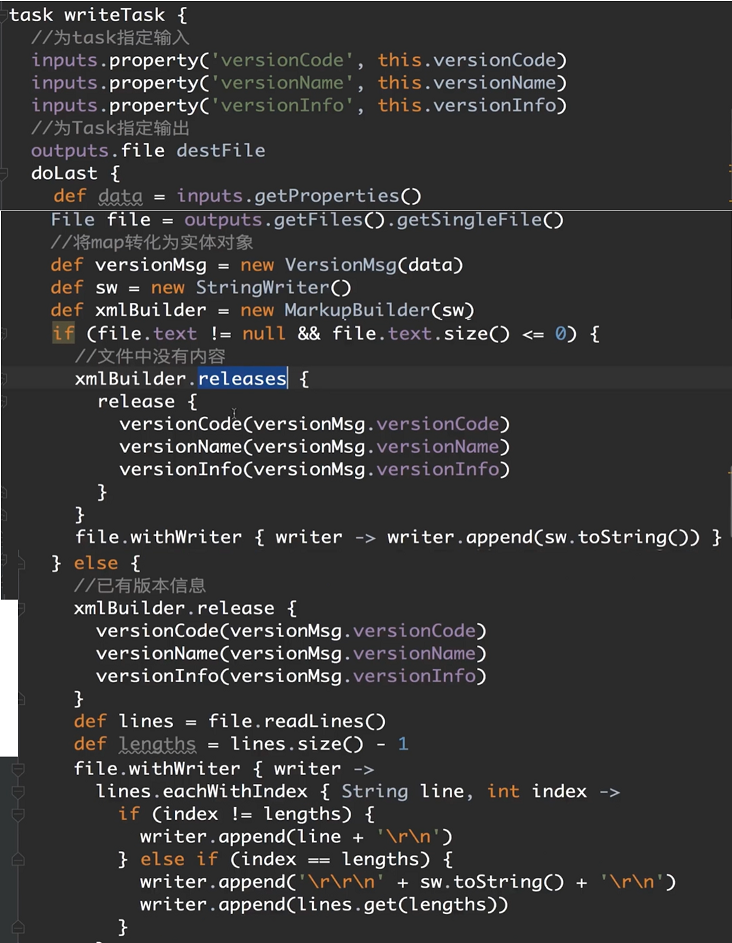 task writeTask {
//为task指定输入
inputs.property('versionCode', this.versionCode)
inputs.property('versionName', this.versionName)
inputs.property('versionInfo', this.versionInfo)
//为Task指定输出
outputs.file destFile
doLast {
def data = inputs.getProperties()
File file = outputs.getFiles().getSingleFile()
//将map转化为实体对象
def versionMsg = new VersionMsg(data)
def sw = new StringWriter()
def xmlBuilder = new MarkupBuilder(sw)
if (file.text != null && file.text.size() <= 0) {
//文件中没有内容
xmlBuilder.releases {
release {
versionCode(versionMsg.versionCode)
versionName(versionMsg.versionName)
versionInfo(versionMsg.versionInfo)
}
}
file.withWriter { writer -> writer.append(sw.toString()) }
} else {
//已有版本信息
xmlBuilder.release {
versionCode(versionMsg.versionCode)
versionName(versionMsg.versionName)
versionInfo(versionMsg.versionInfo)
}
def lines = file.readLines()
def lengths = lines.size() - 1
file.withWriter { writer ->
lines.eachWithIndex { String line, int index ->
if (index != lengths) {
writer.append(line + '\r\n')
} else if (index == lengths) {
writer.append('\r\r\n' + sw.toString() + '\r\n')
writer.append(lines.get(lengths))
}